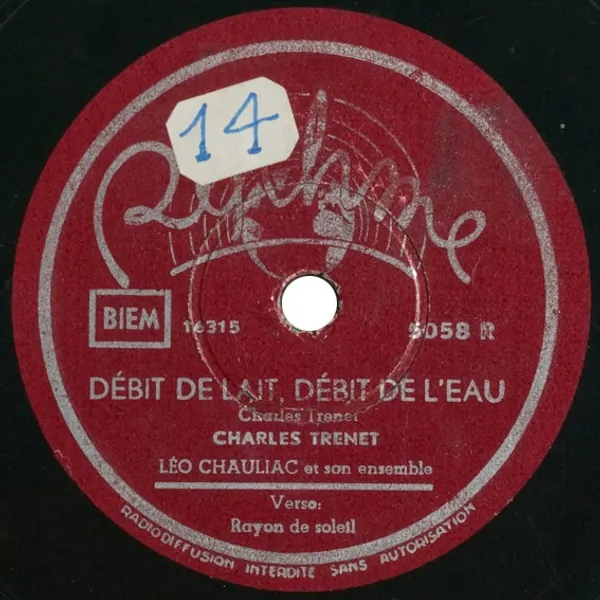 14
Rythme
BIEM
16315
5058 R
DÉBIT DE LAIT, DÉBIT DE L'EAU
Charles Trenet
CHARLES TRENET
LÉO CHAULIAC et son ensemble
Verso:
Rayon de soleil
RADIODIFFUSION INTERDITE SANS AUTORISATION